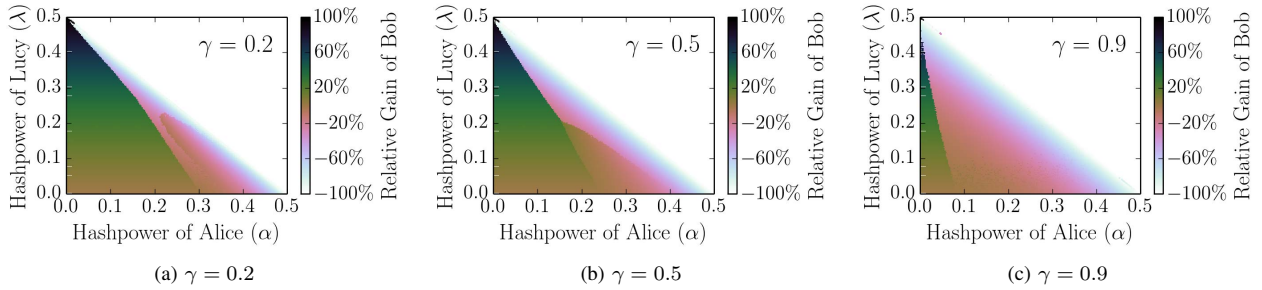 Hashpower of Lucy (λ)
0.5
0.4
0.3
0.2
0.1
0.0
γ = 0.2
0.0 0.1 0.2 0.3 0.4 0.5
Hashpower of Alice (α)
100%
60%
20%
−20%
−60%
−100%
Relative Gain of Bob
(a) γ = 0.2
Hashpower of Lucy (λ)
0.5
0.4
0.3
0.2
0.1
0.0
γ = 0.5
0.0 0.1 0.2 0.3 0.4 0.5
Hashpower of Alice (α)
100%
60%
20%
−20%
−60%
−100%
Relative Gain of Bob
(b) γ = 0.5
Hashpower of Lucy (λ)
0.5
0.4
0.3
0.2
0.1
0.0
γ = 0.9
0.0 0.1 0.2 0.3 0.4 0.5
Hashpower of Alice (α)
100%
60%
20%
−20%
−60%
−100%
Relative Gain of Bob
(c) γ = 0.9